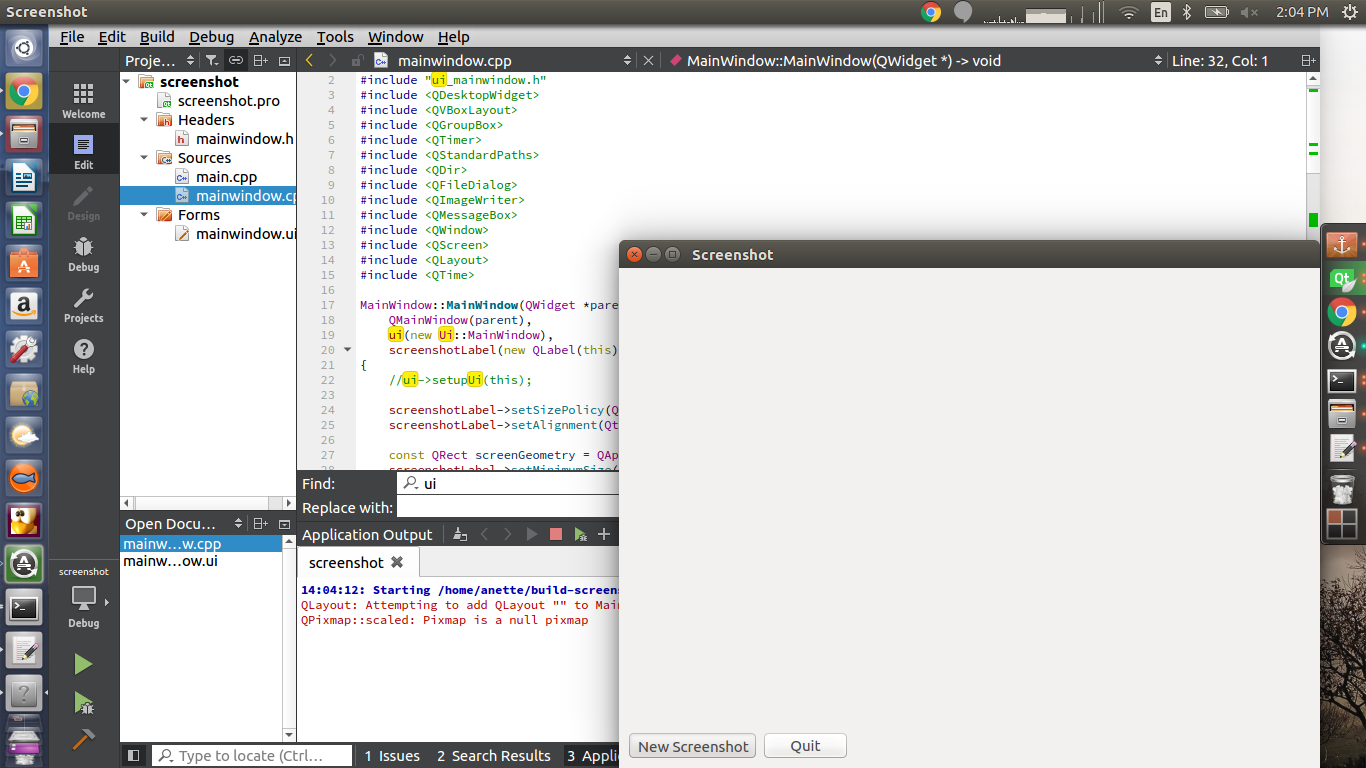 Screenshot
En
2:04 PM
File Edit Build Debug Analyze Tools Window Help
Proje...
mainwindow.cpp
MainWindow::MainWindow(QWidget *) -> void
Line: 32, Col: 1
Welcome
Edit
Design
Debug
Projects
Help
screenshot
Debug
screenshot
screenshot.pro
Headers
mainwindow.h
Sources
main.cpp
mainwindow.cp
Forms
mainwindow.ui
Open Docu...
mainw...w.cpp
mainw...ow.ui
2 #include "ui_mainwindow.h"
3 #include <QDesktopWidget>
4 #include <QVBoxLayout>
5 #include <QGroupBox>
6 #include <QTimer>
7 #include <QStandardPaths>
8 #include <QDir>
9 #include <QFileDialog>
10 #include <QImageWriter>
11 #include <QMessageBox>
12 #include <QWindow>
13 #include <QScreen>
14 #include <QLayout>
15 #include <QTime>
16
17 MainWindow::MainWindow(QWidget *pare
18 QMainWindow(parent),
19 ui(new Ui::MainWindow),
20 screenshotLabel(new QLabel(this)
21 {
22 //ui->setupUi(this);
23
24 screenshotLabel->setSizePolicy(Q
25 screenshotLabel->setAlignment(Qt
26
27 const QRect screenGeometry = QAp
28 screenshotLabel->setMinimumSize(
Find: ui
Replace with:
Application Output
screenshot
14:04:12: Starting /home/anette/build-screens
QLayout: Attempting to add QLayout "" to Main
QPixmap::scaled: Pixmap is a null pixmap
Type to locate (Ctrl...
1 Issues
2 Search Results
3 Appli
Screenshot
New Screenshot
Quit
Qt